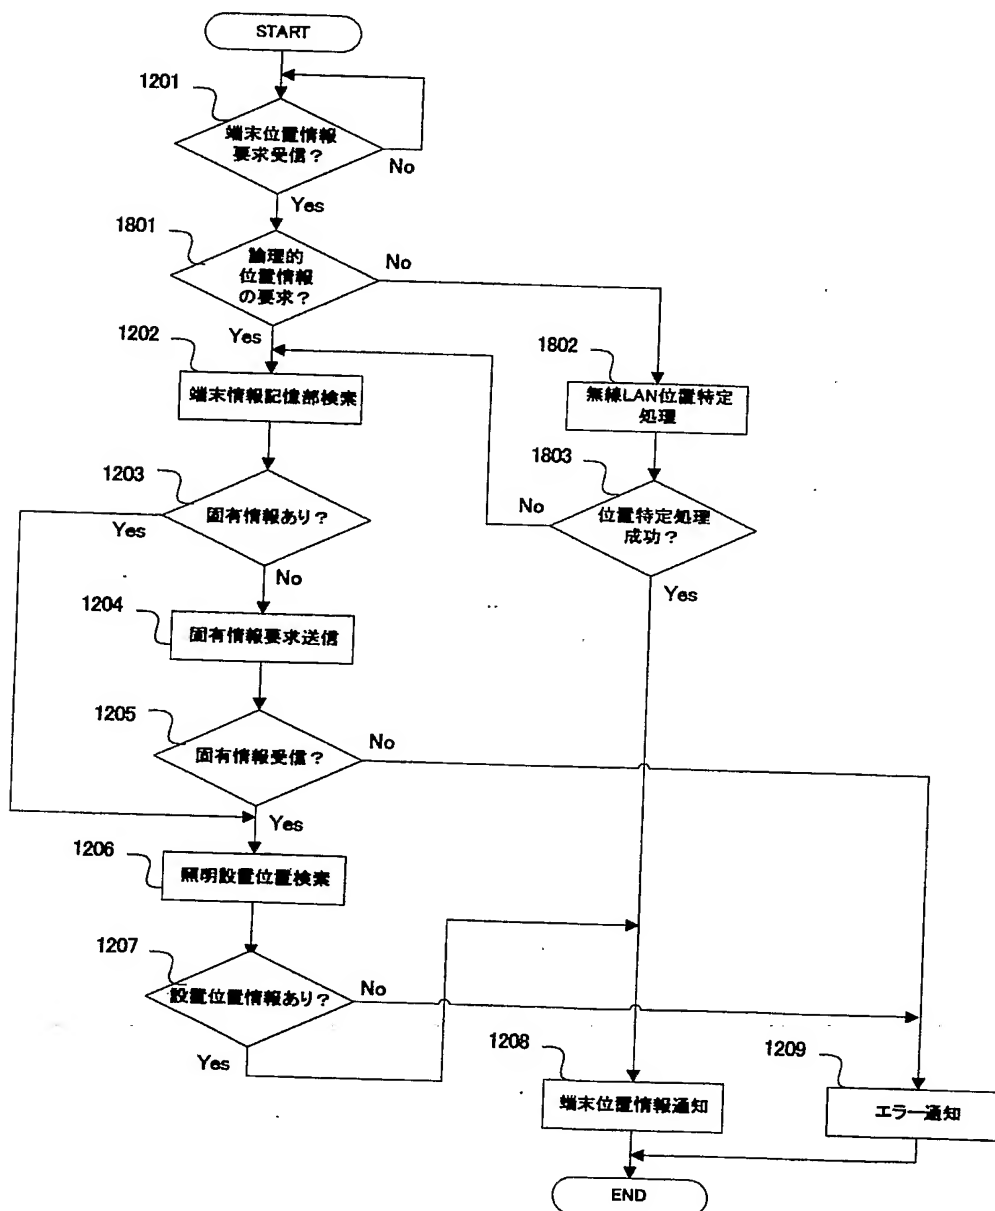 START
1201
端末位置情報
要求受信?
No
Yes
1801
論理的
位置情報
の要求?
No
Yes
1202
端末情報記憶部検索
1802
無線LAN位置特定
処理
1203
固有情報あり?
Yes
No
1803
位置特定処理
成功?
No
Yes
1204
固有情報要求送信
1205
固有情報受信?
No
Yes
1206
照明設置位置検索
1207
設置位置情報あり?
No
Yes
1208
端末位置情報通知
1209
エラー通知
END